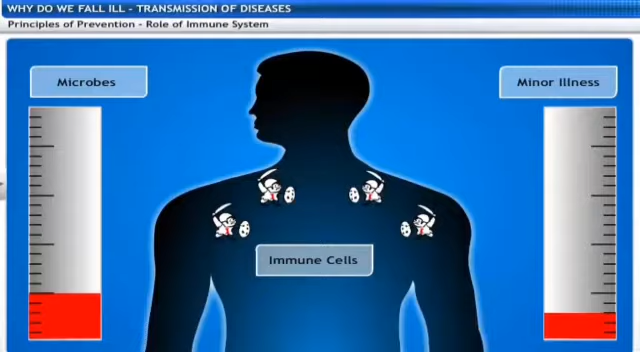 WHY DO WE FALL ILL - TRANSMISSION OF DISEASES
Principles of Prevention - Role of Immune System
Microbes
Minor Illness
Immune Cells